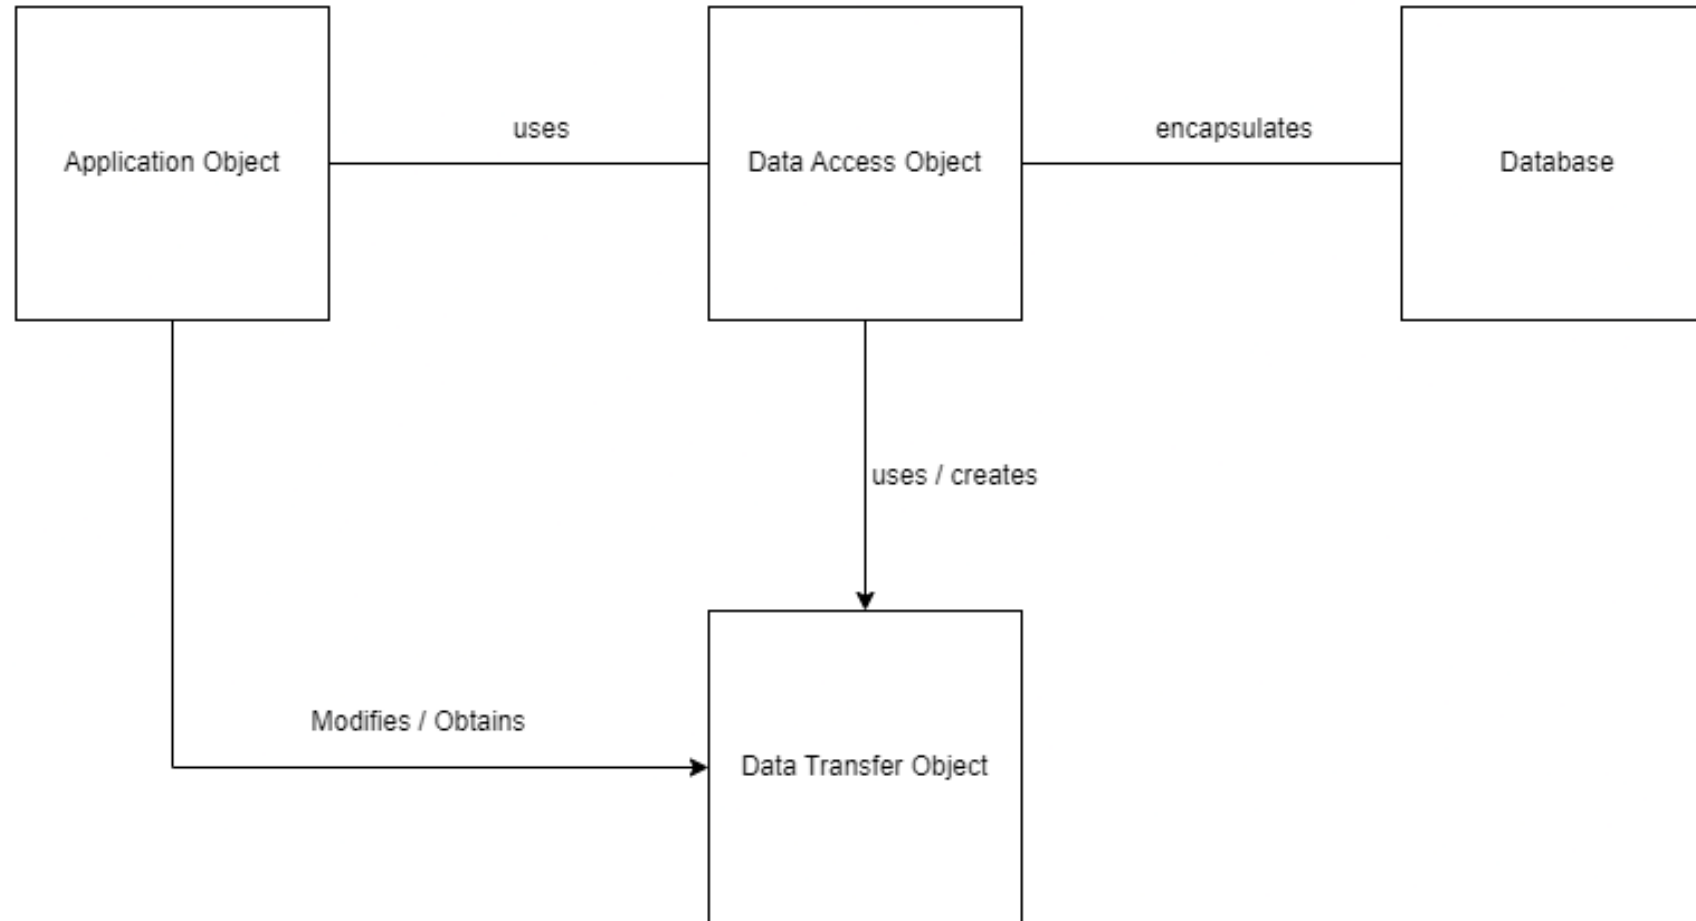 uses
encapsulates
Application Object
Data Access Object
Database
uses / creates
Modifies / Obtains
Data Transfer Object